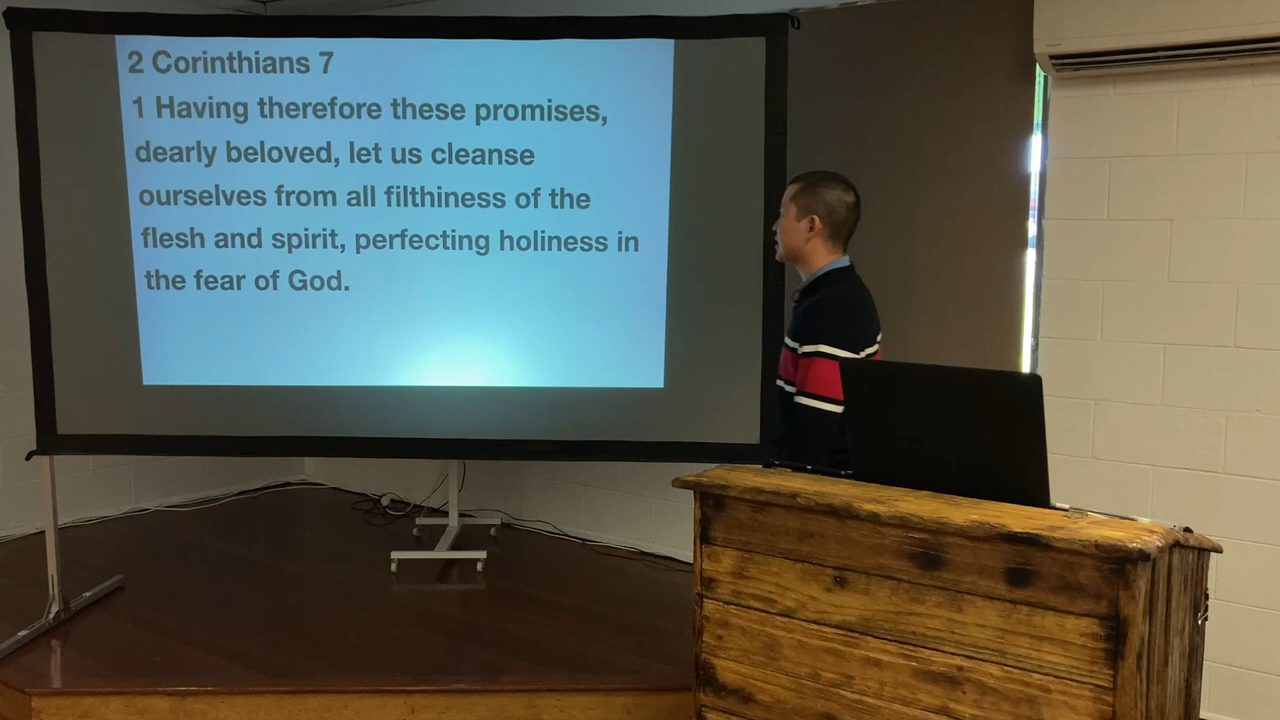 2 Corinthians 7
1 Having therefore these promises,
dearly beloved, let us cleanse
ourselves from all filthiness of the
flesh and spirit, perfecting holiness in
the fear of God.